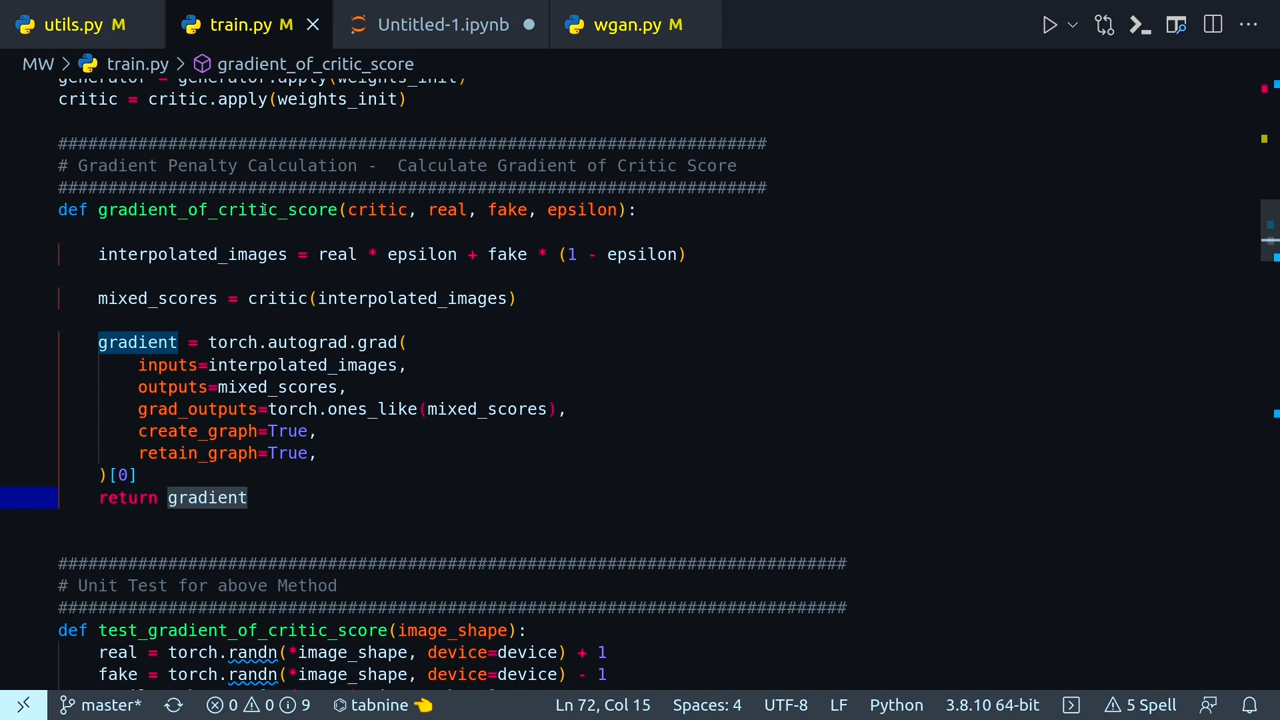 utils.py M train.py M Untitled-1.ipynb wgan.py M
MW > train.py > gradient_of_critic_score
generator = generator.apply(weights_init)
critic = critic.apply(weights_init)
#######################################################################
# Gradient Penalty Calculation -  Calculate Gradient of Critic Score
#######################################################################
def gradient_of_critic_score(critic, real, fake, epsilon):
interpolated_images = real * epsilon + fake * (1 - epsilon)
mixed_scores = critic(interpolated_images)
gradient = torch.autograd.grad(
inputs=interpolated_images,
outputs=mixed_scores,
grad_outputs=torch.ones_like(mixed_scores),
create_graph=True,
retain_graph=True,
)[0]
return gradient
###############################################################################
# Unit Test for above Method
###############################################################################
def test_gradient_of_critic_score(image_shape):
real = torch.randn(*image_shape, device=device) + 1
fake = torch.randn(*image_shape, device=device) - 1
master* 0 0 9 tabnine Ln 72, Col 15 Spaces: 4 UTF-8 LF Python 3.8.10 64-bit 5 Spell